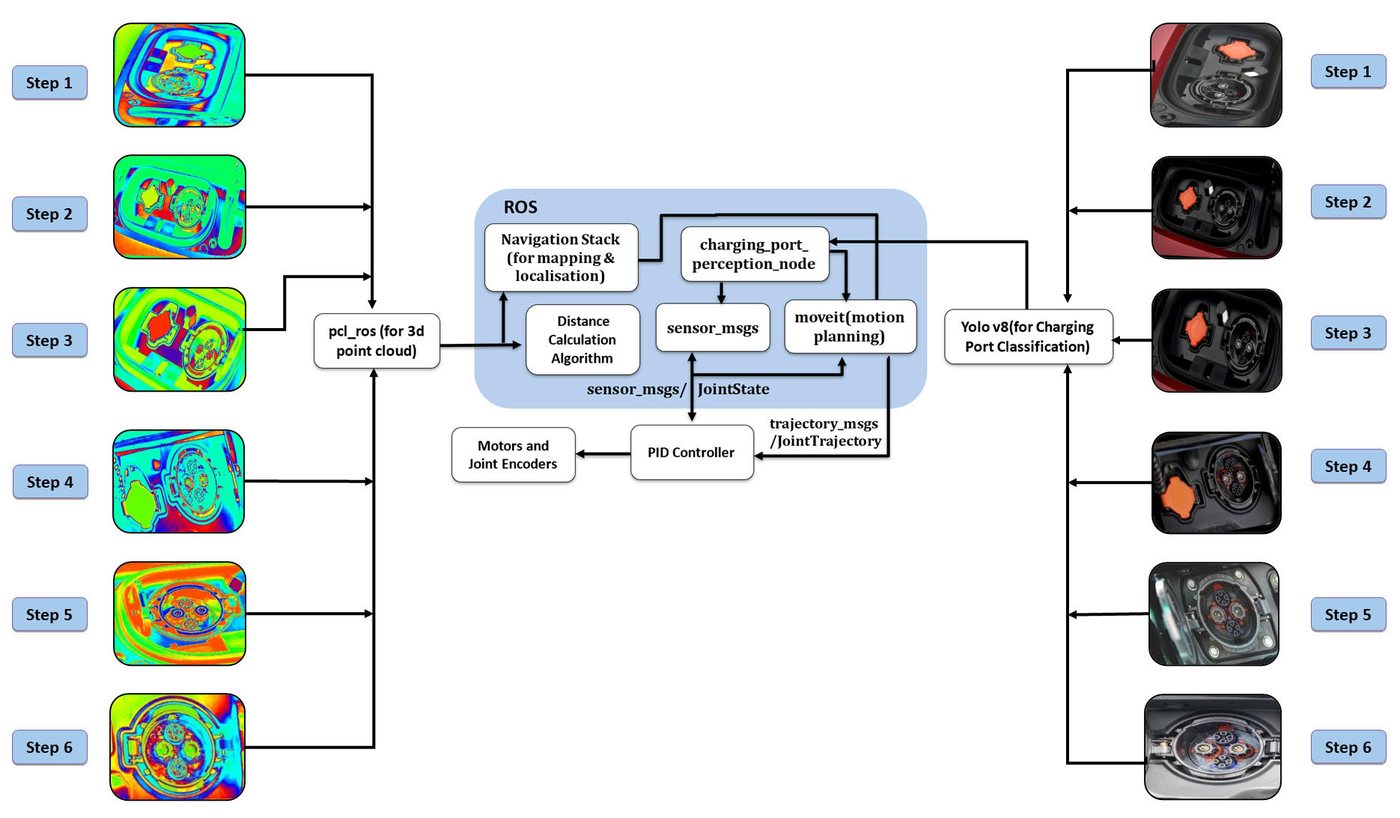 Step 1
Step 2
Step 3
Step 4
Step 5
Step 6
pcl_ros (for 3d
point cloud)
ROS
Navigation Stack
(for mapping &
localisation)
Distance
Calculation
Algorithm
charging_port_
perception_node
sensor_msgs
moveit(motion
planning)
sensor_msgs/ JointState
trajectory_msgs
/JointTrajectory
Motors and
Joint Encoders
PID Controller
Yolo v8(for Charging
Port Classification)
Step 1
Step 2
Step 3
Step 4
Step 5
Step 6